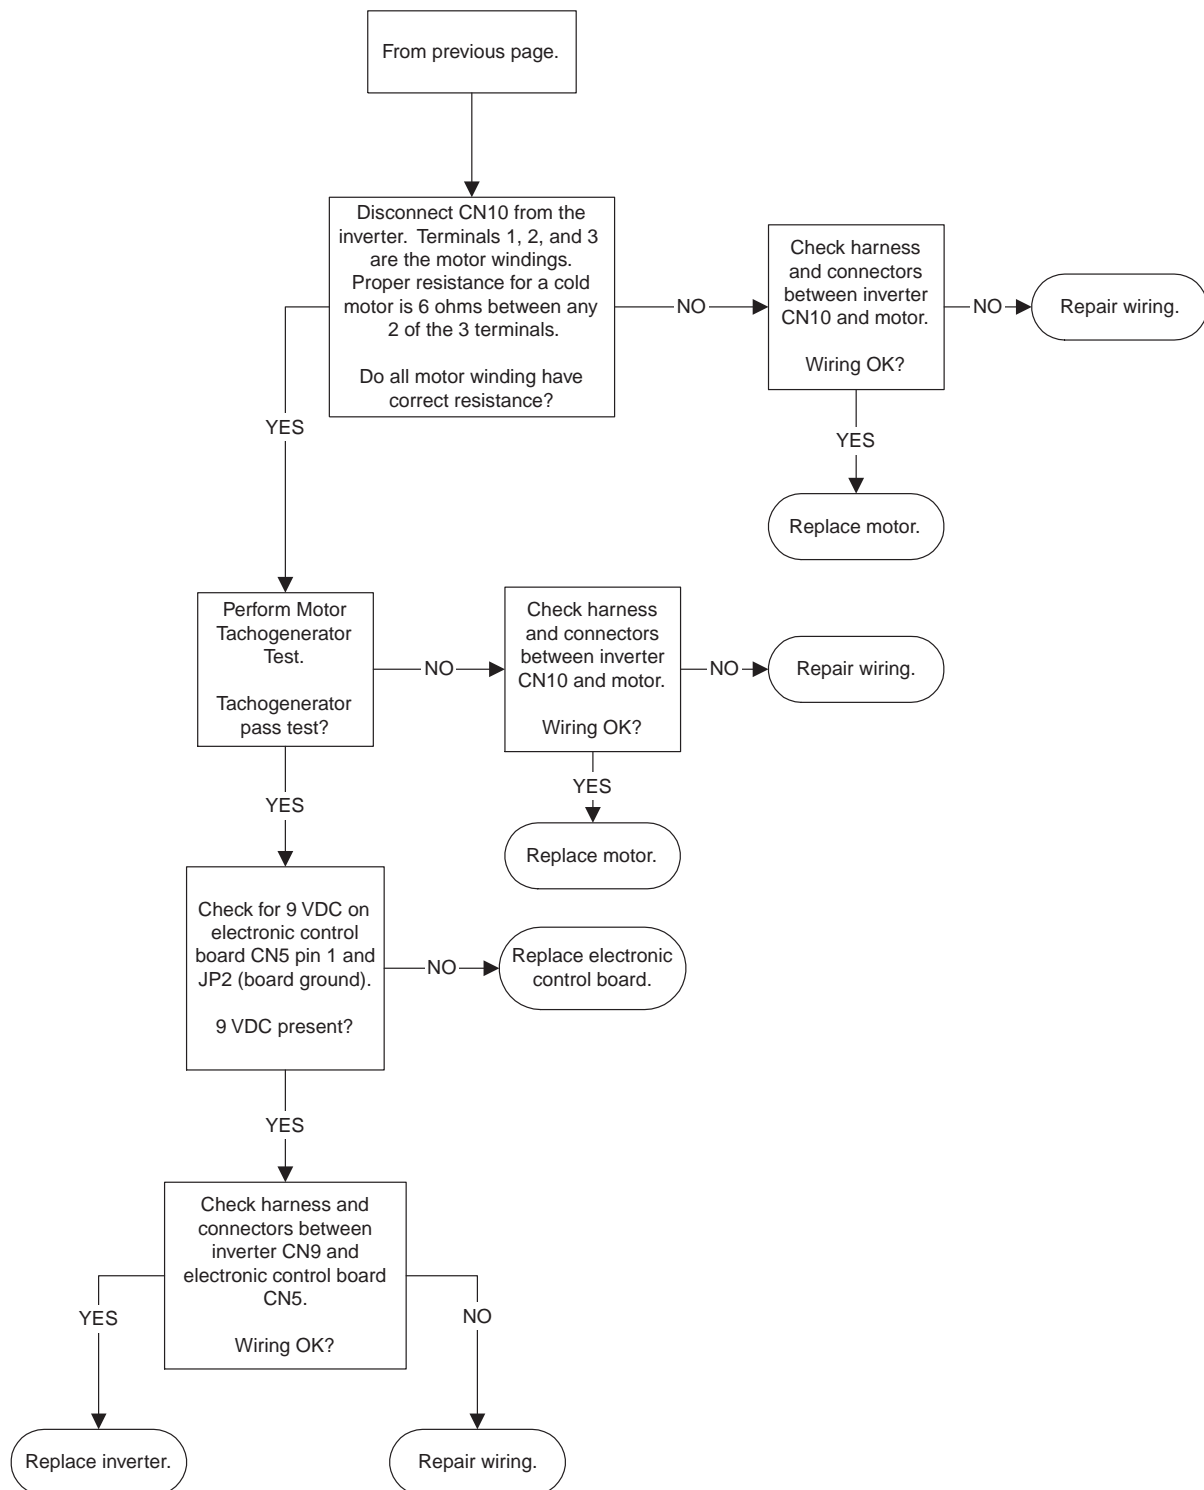 From previous page.
Disconnect CN10 from the
inverter. Terminals 1, 2, and 3
are the motor windings.
Proper resistance for a cold
motor is 6 ohms between any
2 of the 3 terminals.
Do all motor winding have
correct resistance?
NO
Check harness
and connectors
between inverter
CN10 and motor.
Wiring OK?
NO
Repair wiring.
YES
Replace motor.
YES
Perform Motor
Tachogenerator
Test.
Tachogenerator
pass test?
NO
Check harness
and connectors
between inverter
CN10 and motor.
Wiring OK?
NO
Repair wiring.
YES
Replace motor.
YES
Check for 9 VDC on
electronic control
board CN5 pin 1 and
JP2 (board ground).
9 VDC present?
NO
Replace electronic
control board.
YES
Check harness and
connectors between
inverter CN9 and
electronic control board
CN5.
Wiring OK?
YES
NO
Replace inverter.
Repair wiring.